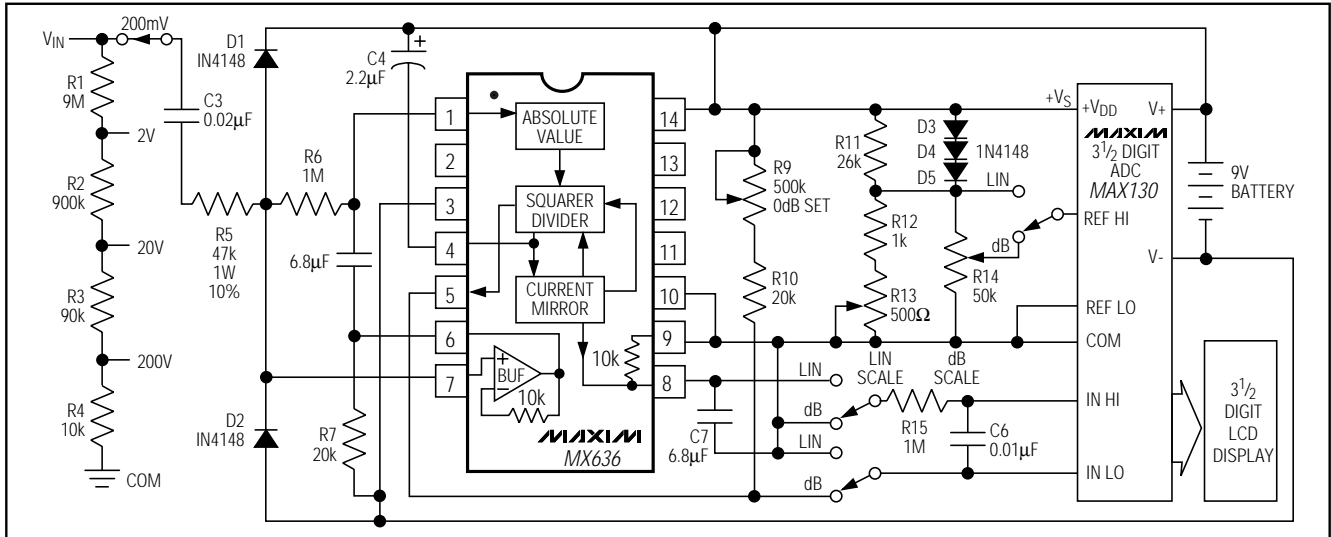 VIN
200mV
R1
9M
2V
R2
900k
20V
R3
90k
200V
R4
10k
COM
C3
0.02µF
R5
47k
1W
10%
D1
IN4148
D2
IN4148
R6
1M
6.8µF
R7
20k
C4
2.2µF
+
1
2
3
4
5
6
7
14
13
12
11
10
9
8
ABSOLUTE
VALUE
SQUARER
DIVIDER
CURRENT
MIRROR
+
BUF
−
10k
10k
MAXIM
MX636
R9
500k
0dB SET
R10
20k
R11
26k
R12
1k
R13
500Ω
D3
D4
D5
1N4148
LIN
dB
R14
50k
LIN
SCALE
dB
SCALE
LIN
dB
LIN
dB
C7
6.8µF
R15
1M
C6
0.01µF
+VS
+VDD
V+
MAXIM
3 1/2 DIGIT
ADC
MAX130
REF HI
V-
REF LO
COM
IN HI
IN LO
9V
BATTERY
3 1/2
DIGIT
LCD
DISPLAY